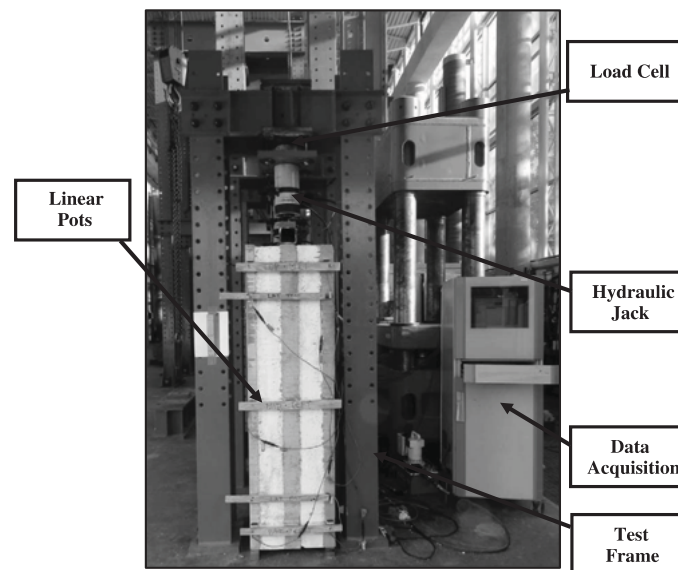 Load Cell
Linear
Pots
Hydraulic
Jack
Data
Acquisition
Test
Frame